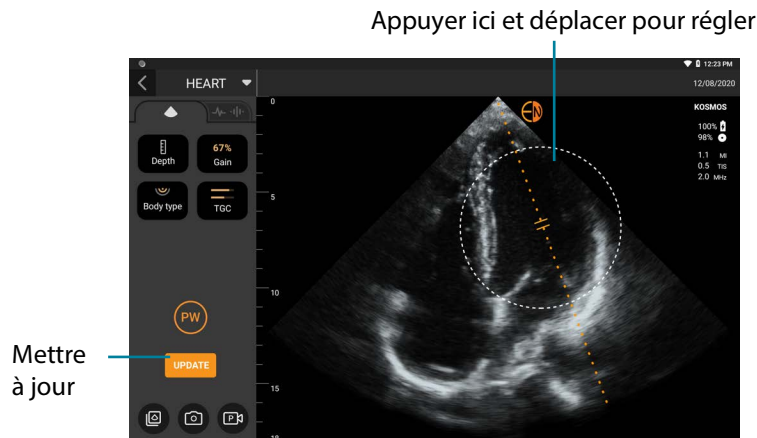 Appuyer ici et déplacer pour régler
12:23 PM
HEART
12/08/2020
KOSMOS
100%
98%
1.1 MI
0.5 TIS
2.0 MHz
Depth
67%
Gain
Body type
TGC
0
5
10
15
18
PW
UPDATE
Mettre
à jour
P